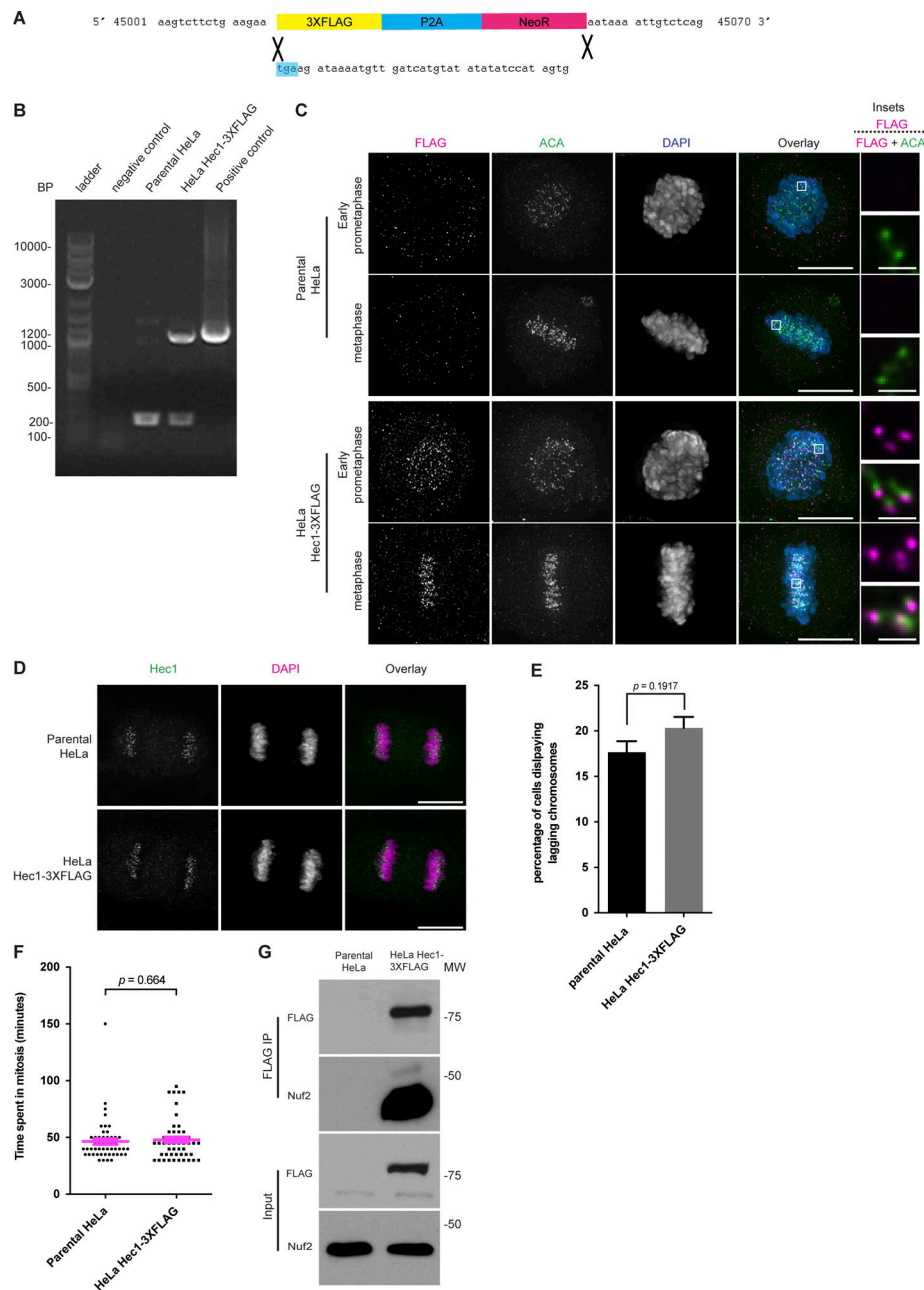 A
5′ 45001 aagtcttctg aagaa 3XFLAG P2A NeoR aataaa attgtctcag 45070 3′
tgaag ataaaatgtt gatcatgtat atatatccat agtg
B
BP
ladder
negative control
Parental HeLa
HeLa Hec1-3XFLAG
Positive control
10000-
3000-
1200-
1000-
500-
200-
100-
C
Insets
FLAG
FLAG ACA DAPI Overlay FLAG + ACA
Parental
HeLa
Early
prometaphase
metaphase
HeLa
Hec1-3XFLAG
Early
prometaphase
metaphase
D
Hec1 DAPI Overlay
Parental
HeLa
HeLa
Hec1-3XFLAG
E
p = 0.1917
percentage of cells dislpaying
lagging chromosomes
25
20
15
10
5
0
parental HeLa
HeLa Hec1-3XFLAG
F
Time spent in mitosis (minutes)
200
150
100
50
0
p = 0.664
Parental HeLa
HeLa Hec1-3XFLAG
G
Parental
HeLa
HeLa Hec1-
3XFLAG
MW
FLAG IP
FLAG
-75
Nuf2
-50
Input
FLAG
-75
Nuf2
-50